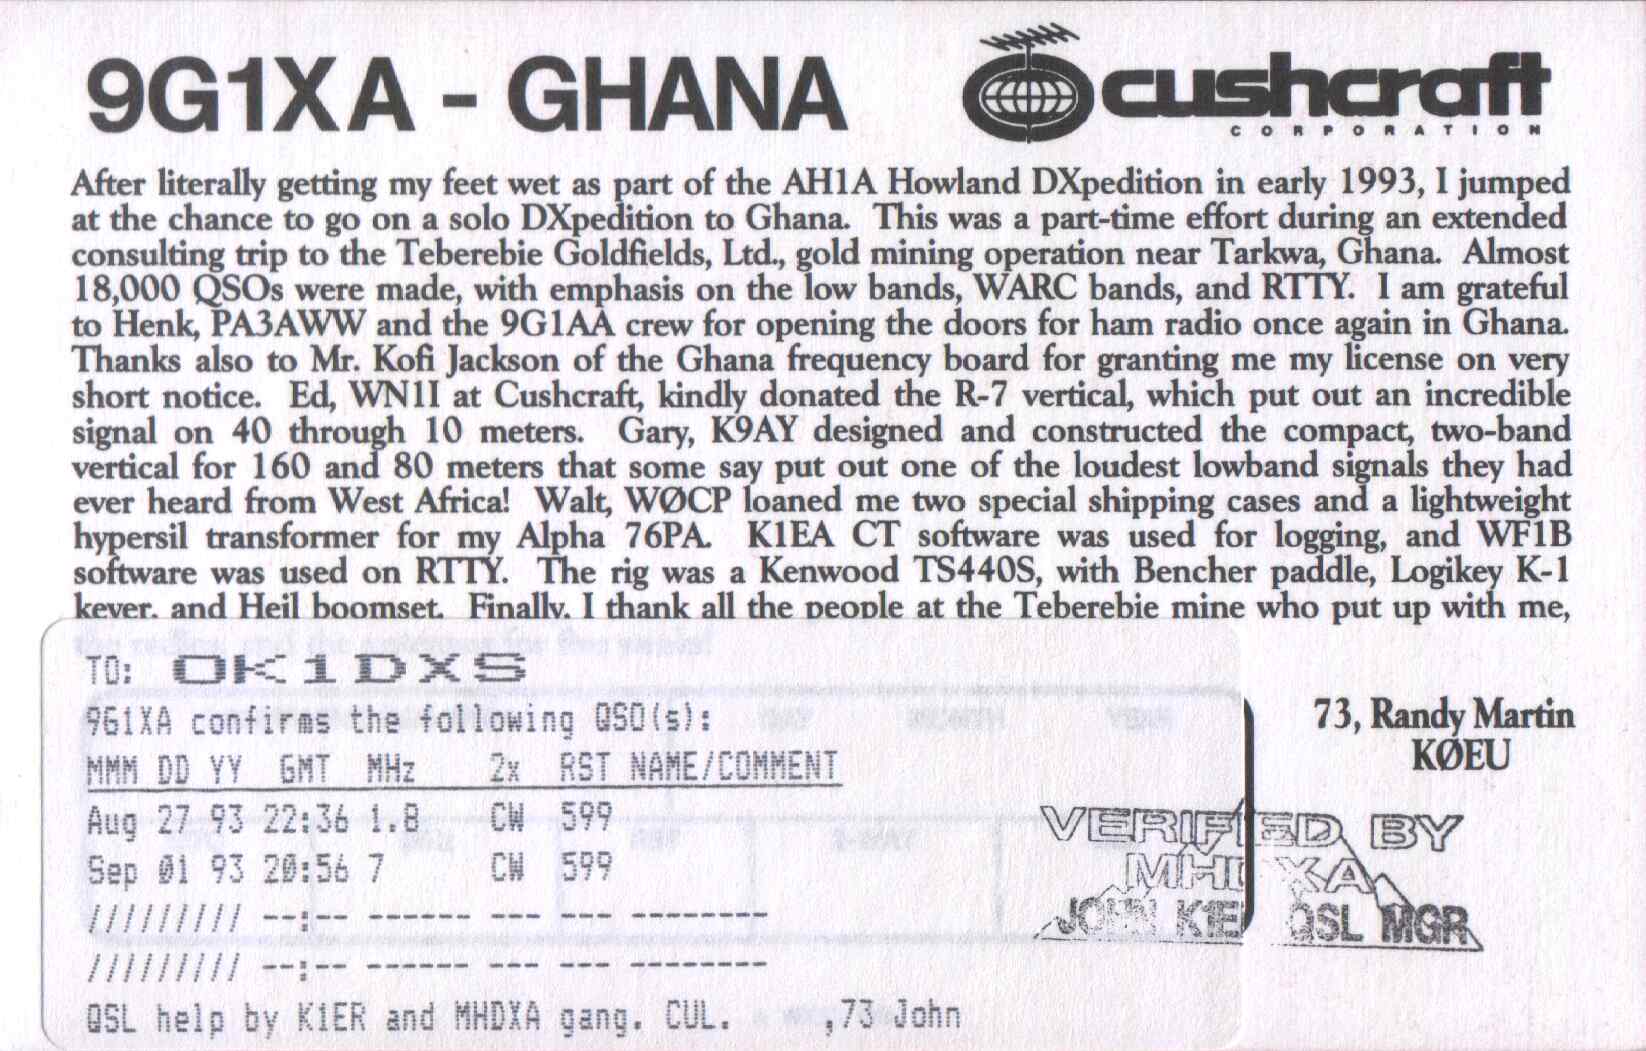 9G1XA - GHANA
cushcraft
CORPORATION
After literally getting my feet wet as part of the AH1A Howland DXpedition in early 1993, I jumped
at the chance to go on a solo DXpedition to Ghana. This was a part-time effort during an extended
consulting trip to the Teberebie Goldfields, Ltd., gold mining operation near Tarkwa, Ghana. Almost
18,000 QSOs were made, with emphasis on the low bands, WARC bands, and RTTY. I am grateful
to Henk, PA3AWW and the 9G1AA crew for opening the doors for ham radio once again in Ghana.
Thanks also to Mr. Kofi Jackson of the Ghana frequency board for granting me my license on very
short notice. Ed, WN1I at Cushcraft, kindly donated the R-7 vertical, which put out an incredible
signal on 40 through 10 meters. Gary, K9AY designed and constructed the compact, two-band
vertical for 160 and 80 meters that some say put out one of the loudest lowband signals they had
ever heard from West Africa! Walt, WØCP loaned me two special shipping cases and a lightweight
hypersil transformer for my Alpha 76PA. K1EA CT software was used for logging, and WF1B
software was used on RTTY. The rig was a Kenwood TS440S, with Bencher paddle, Logikey K-1
keyer, and Heil boomset. Finally, I thank all the people at the Teberebie mine who put up with me,
TO: OK1DXS
9G1XA confirms the following QSO(s):
MMM DD YY GMT MHz 2x RST NAME/COMMENT
Aug 27 93 22:36 1.8 CW 599
Sep 01 93 20:56 7 CW 599
///////// --:-- ------ --- --- --------
///////// --:-- ------ --- --- --------
QSL help by K1ER and MHDXA gang. CUL. ,73 John
73, Randy Martin
KØEU
VERIFIED BY
MHDXA
JOHN K1ER QSL MGR